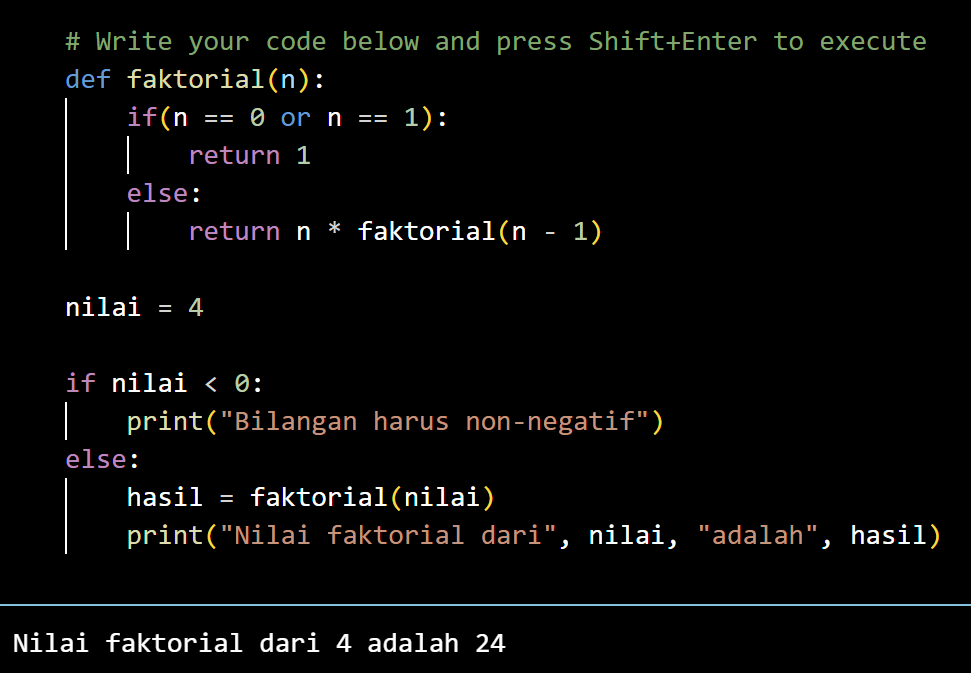 # Write your code below and press Shift+Enter to execute
def faktorial(n):
if(n == 0 or n == 1):
return 1
else:
return n * faktorial(n - 1)
nilai = 4
if nilai < 0:
print("Bilangan harus non-negatif")
else:
hasil = faktorial(nilai)
print("Nilai faktorial dari", nilai, "adalah", hasil)
Nilai faktorial dari 4 adalah 24